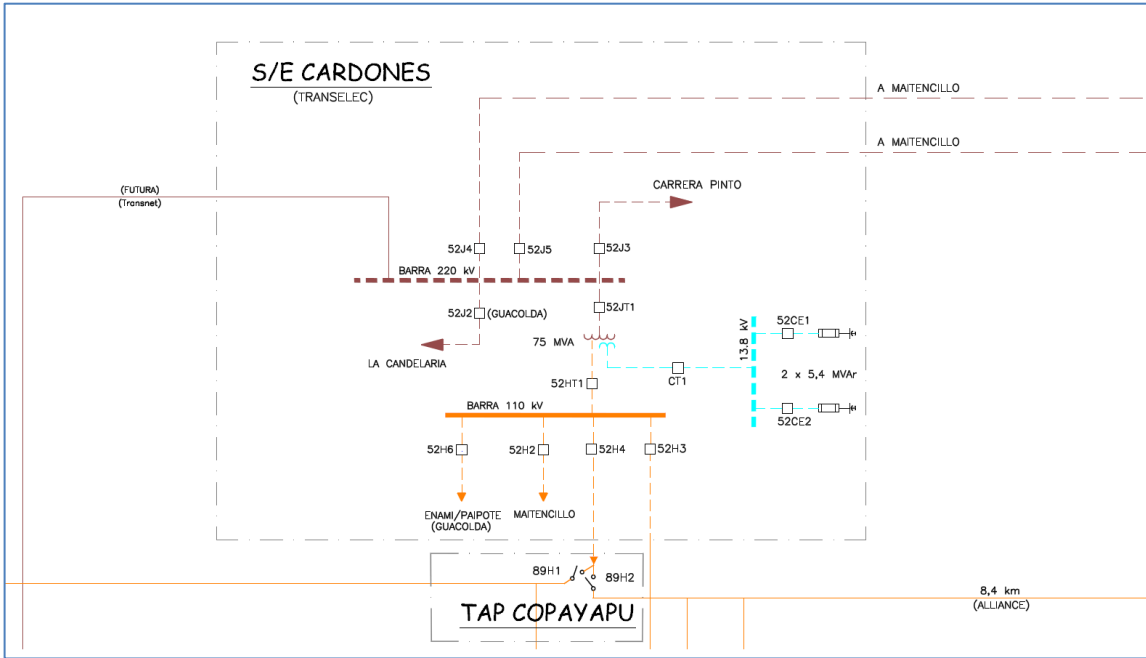 S/E CARDONES
(TRANSELEC)
A MAITENCILLO
A MAITENCILLO
(FUTURA)
(Transnet)
CARRERA PINTO
52J4
52J5
52J3
BARRA 220 kV
52J2
(GUACOLDA)
52JT1
LA CANDELARIA
75 MVA
13.8 kV
52CE1
2 x 5,4 MVAr
52CE2
CT1
52HT1
BARRA 110 kV
52H6
52H2
52H4
52H3
ENAMI/PAIPOTE
(GUACOLDA)
MAITENCILLO
89H1
89H2
TAP COPAYAPU
8,4 km
(ALLIANCE)